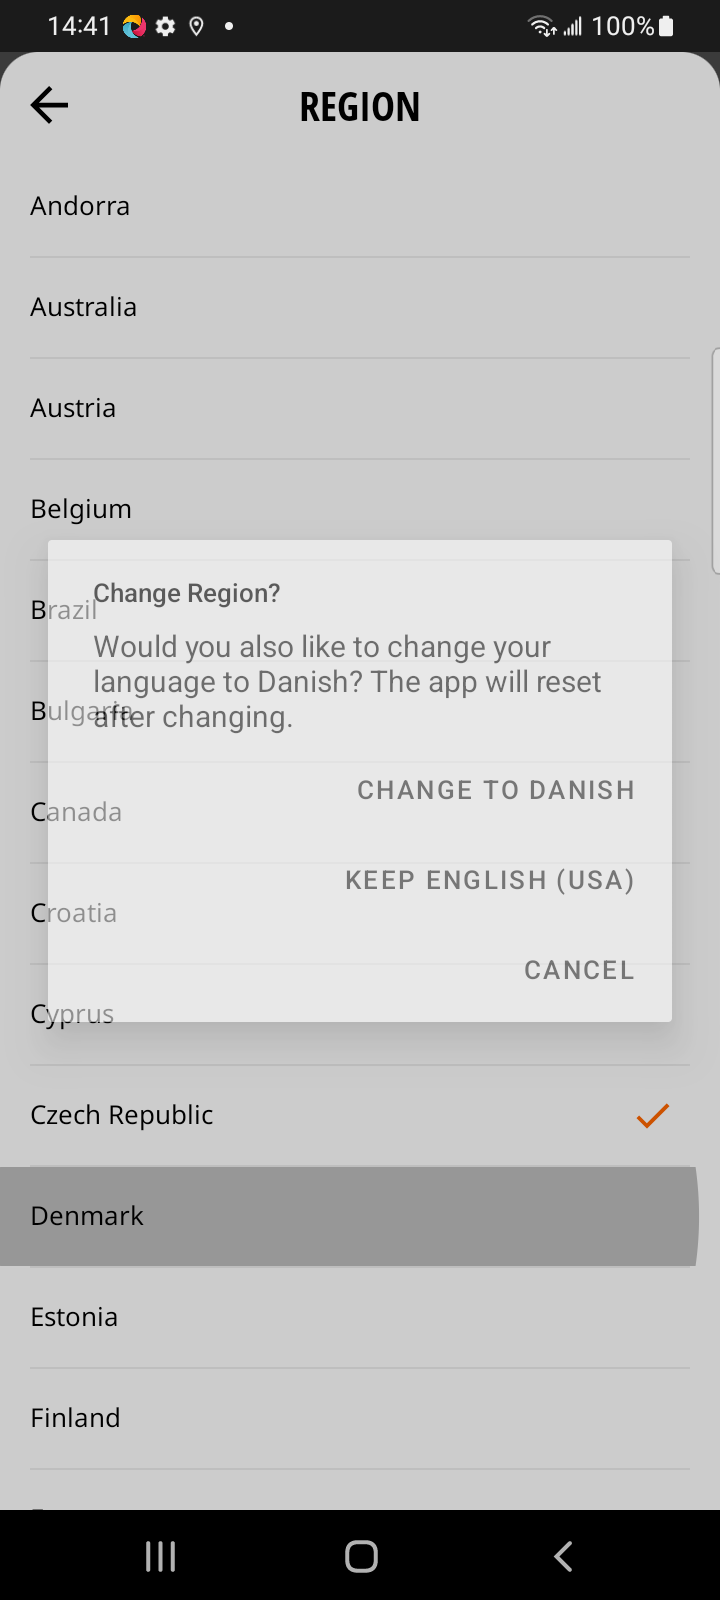 14:41
100%
REGION
Andorra
Australia
Austria
Belgium
Brazil
Change Region?
Would you also like to change your
language to Danish? The app will reset
after changing.
Bulgaria
CHANGE TO DANISH
Canada
KEEP ENGLISH (USA)
Croatia
CANCEL
Cyprus
Czech Republic
Denmark
Estonia
Finland